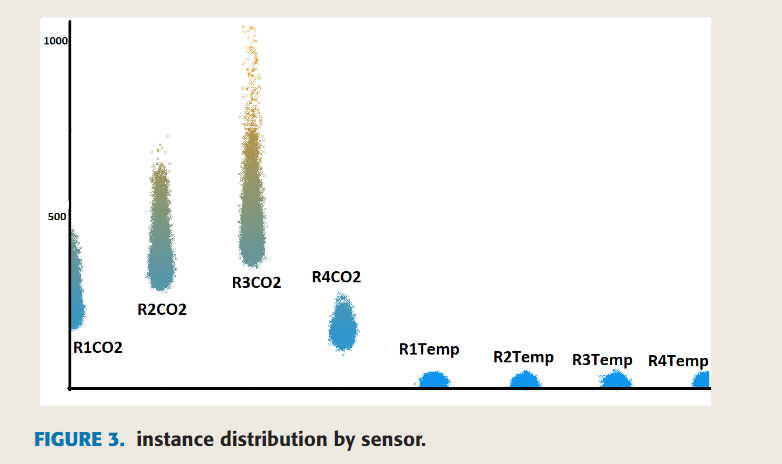 1000
500
R1CO2
R2CO2
R3CO2
R4CO2
R1Temp
R2Temp
R3Temp
R4Temp
FIGURE 3. instance distribution by sensor.